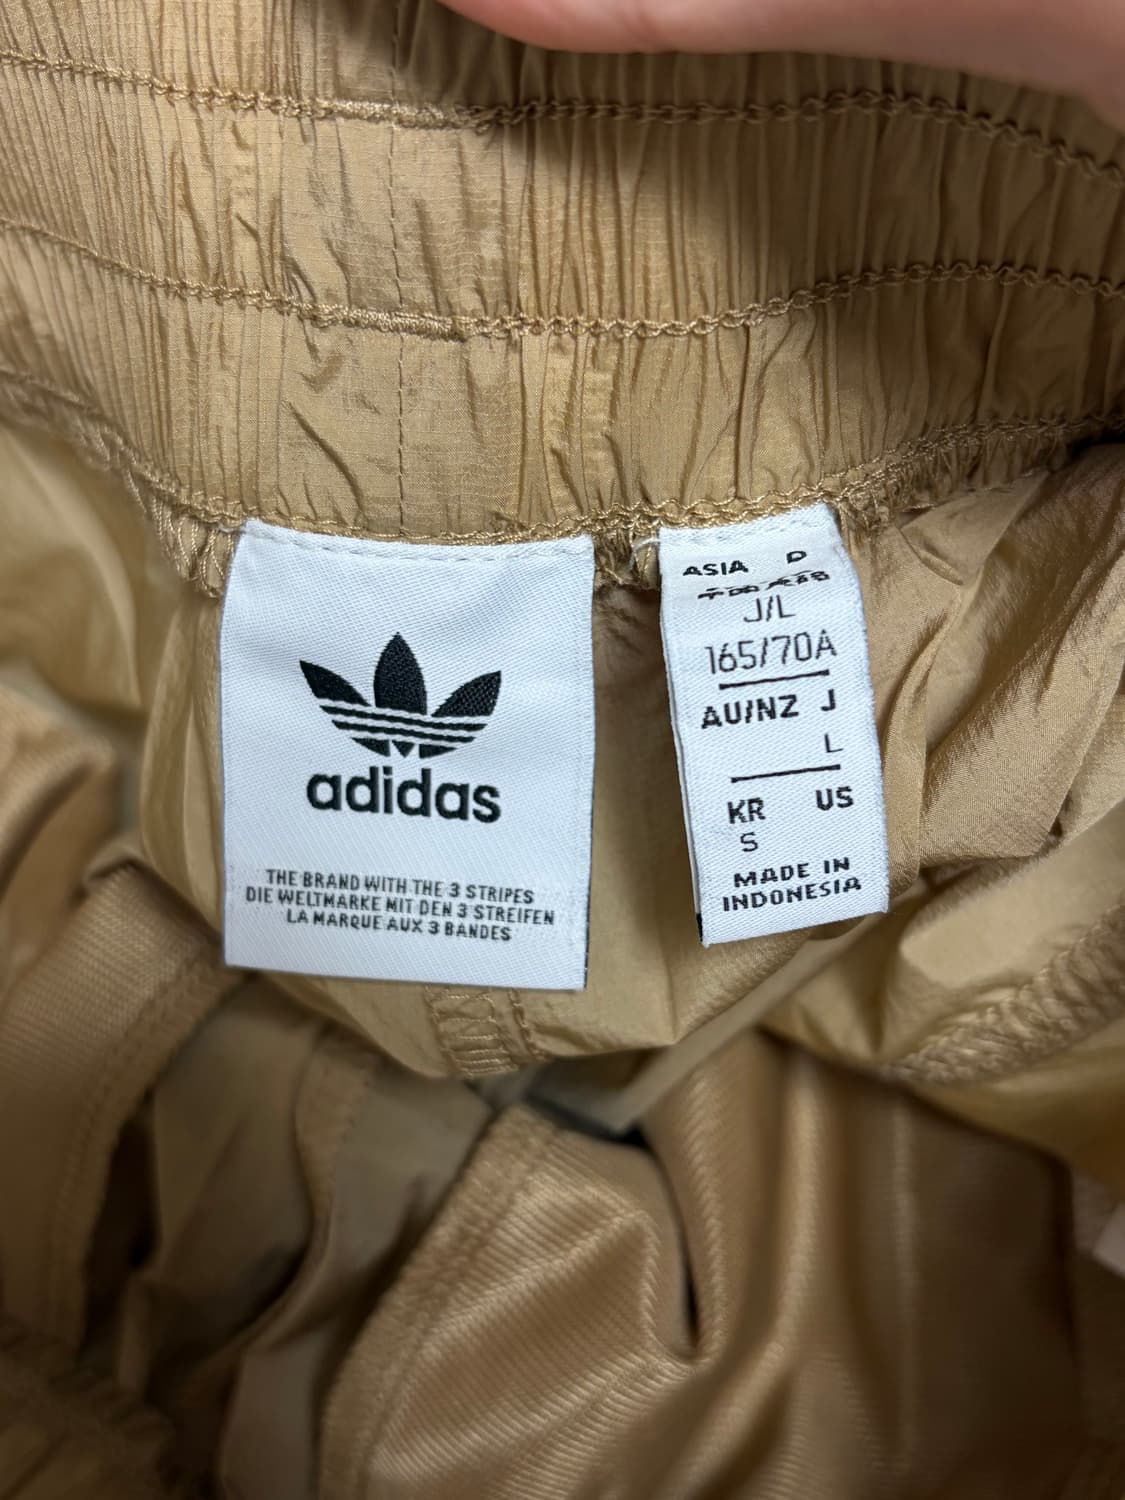 adidas
THE BRAND WITH THE 3 STRIPES
DIE WELTMARKE MIT DEN 3 STREIFEN
LA MARQUE AUX 3 BANDES
ASIA D
J/L
165/70A
AU/NZ J
L
KR US
S
MADE IN
INDONESIA